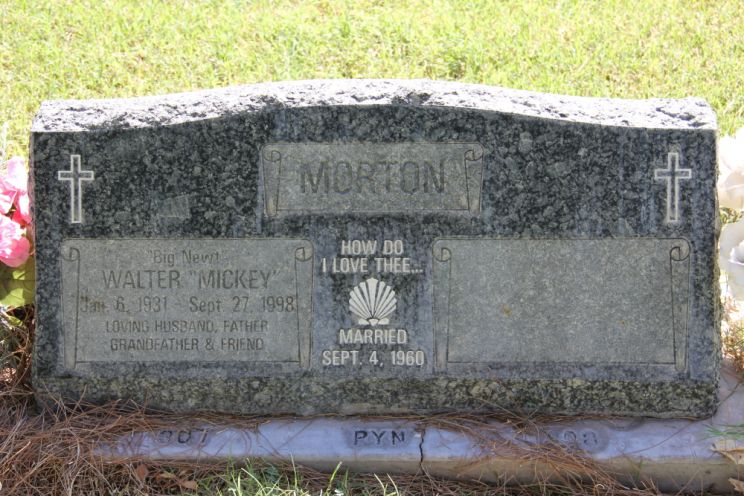 MORTON
"Big Newt"
WALTER "MICKEY"
Jan. 6, 1931 - Sept. 27, 1998
LOVING HUSBAND, FATHER
GRANDFATHER & FRIEND
HOW DO
I LOVE THEE...
MARRIED
SEPT. 4, 1960
PYN